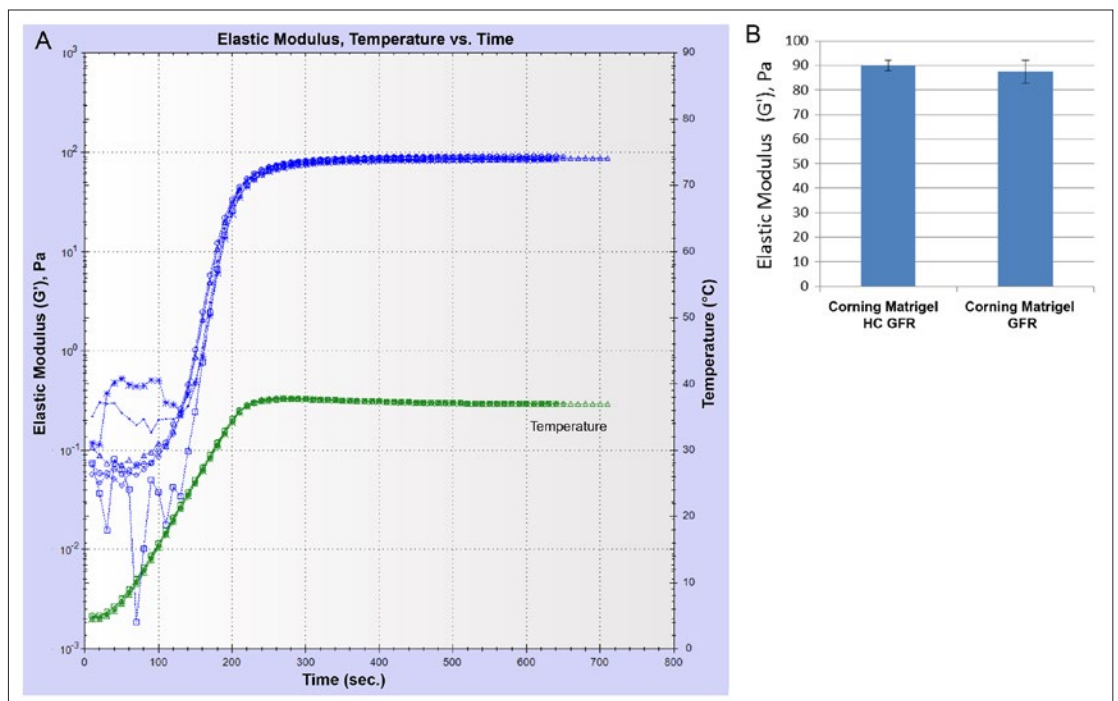 A
Elastic Modulus, Temperature vs. Time
10³
10²
10¹
10⁰
10⁻¹
10⁻²
10⁻³
Elastic Modulus (G'), Pa
90
80
70
60
50
40
30
20
10
0
Temperature (°C)
Temperature
0 100 200 300 400 500 600 700 800
Time (sec.)
B
100
90
80
70
60
50
40
30
20
10
0
Elastic Modulus (G'), Pa
Corning Matrigel
HC GFR
Corning Matrigel
GFR